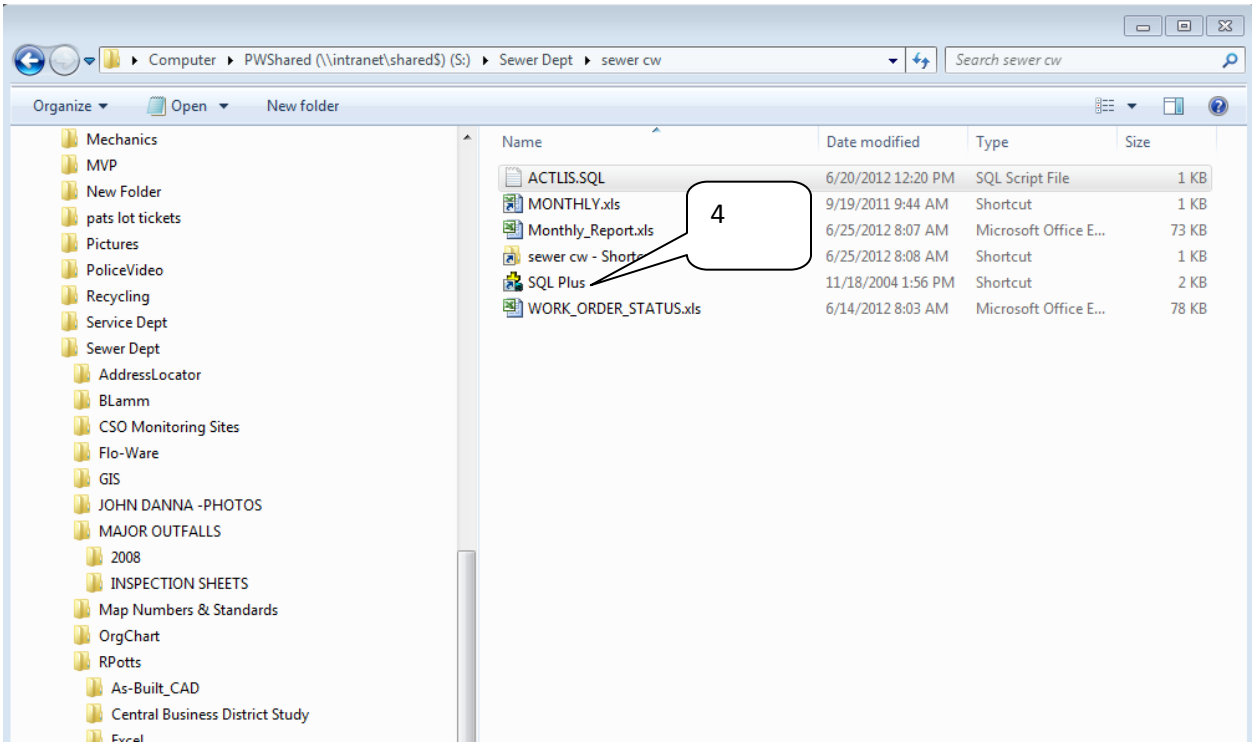 Computer ▸ PWShared (\\intranet\shared$) (S:) ▸ Sewer Dept ▸ sewer cw
Search sewer cw
Organize Open New folder
Mechanics
MVP
New Folder
pats lot tickets
Pictures
PoliceVideo
Recycling
Service Dept
Sewer Dept
AddressLocator
BLamm
CSO Monitoring Sites
Flo-Ware
GIS
JOHN DANNA -PHOTOS
MAJOR OUTFALLS
2008
INSPECTION SHEETS
Map Numbers & Standards
OrgChart
RPotts
As-Built_CAD
Central Business District Study
Excel
Name Date modified Type Size
ACTLIS.SQL 6/20/2012 12:20 PM SQL Script File 1 KB
MONTHLY.xls 9/19/2011 9:44 AM Shortcut 1 KB
Monthly_Report.xls 6/25/2012 8:07 AM Microsoft Office E... 73 KB
sewer cw - Shortc 6/25/2012 8:08 AM Shortcut 1 KB
SQL Plus 11/18/2004 1:56 PM Shortcut 2 KB
WORK_ORDER_STATUS.xls 6/14/2012 8:03 AM Microsoft Office E... 78 KB
4